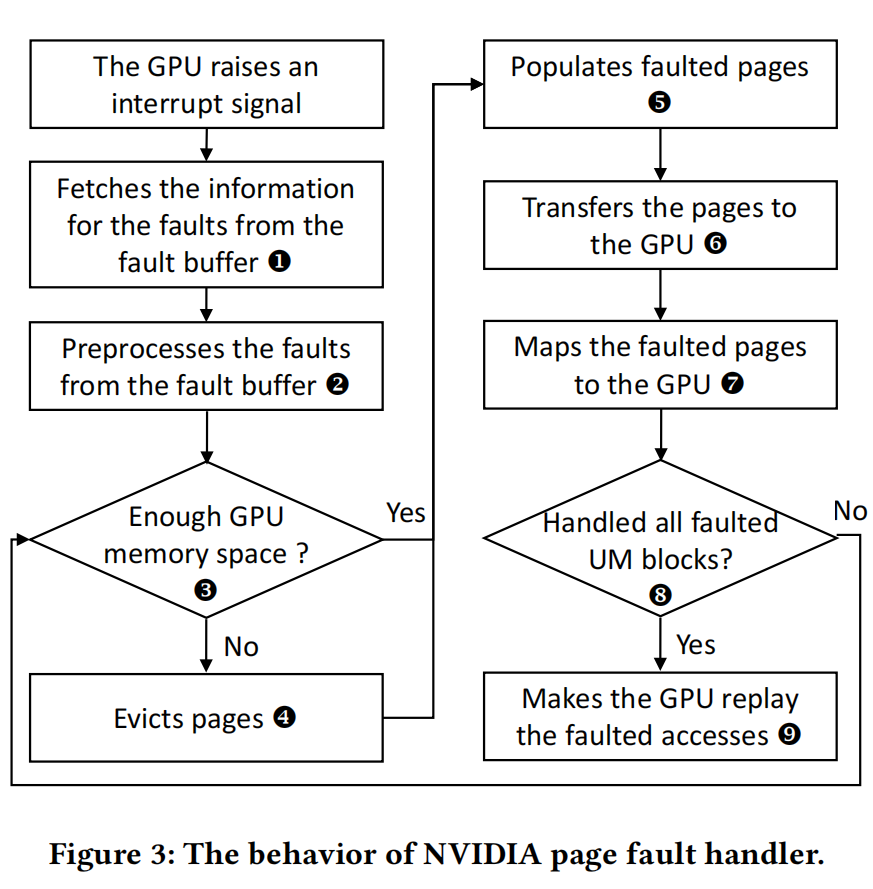 The GPU raises an
interrupt signal
Fetches the information
for the faults from the
fault buffer ❶
Preprocesses the faults
from the fault buffer ❷
Enough GPU
memory space ?
❸
Yes
No
Evicts pages ❹
Populates faulted pages
❺
Transfers the pages to
the GPU ❻
Maps the faulted pages
to the GPU ❼
Handled all faulted
UM blocks?
❽
No
Yes
Makes the GPU replay
the faulted accesses ❾
Figure 3: The behavior of NVIDIA page fault handler.